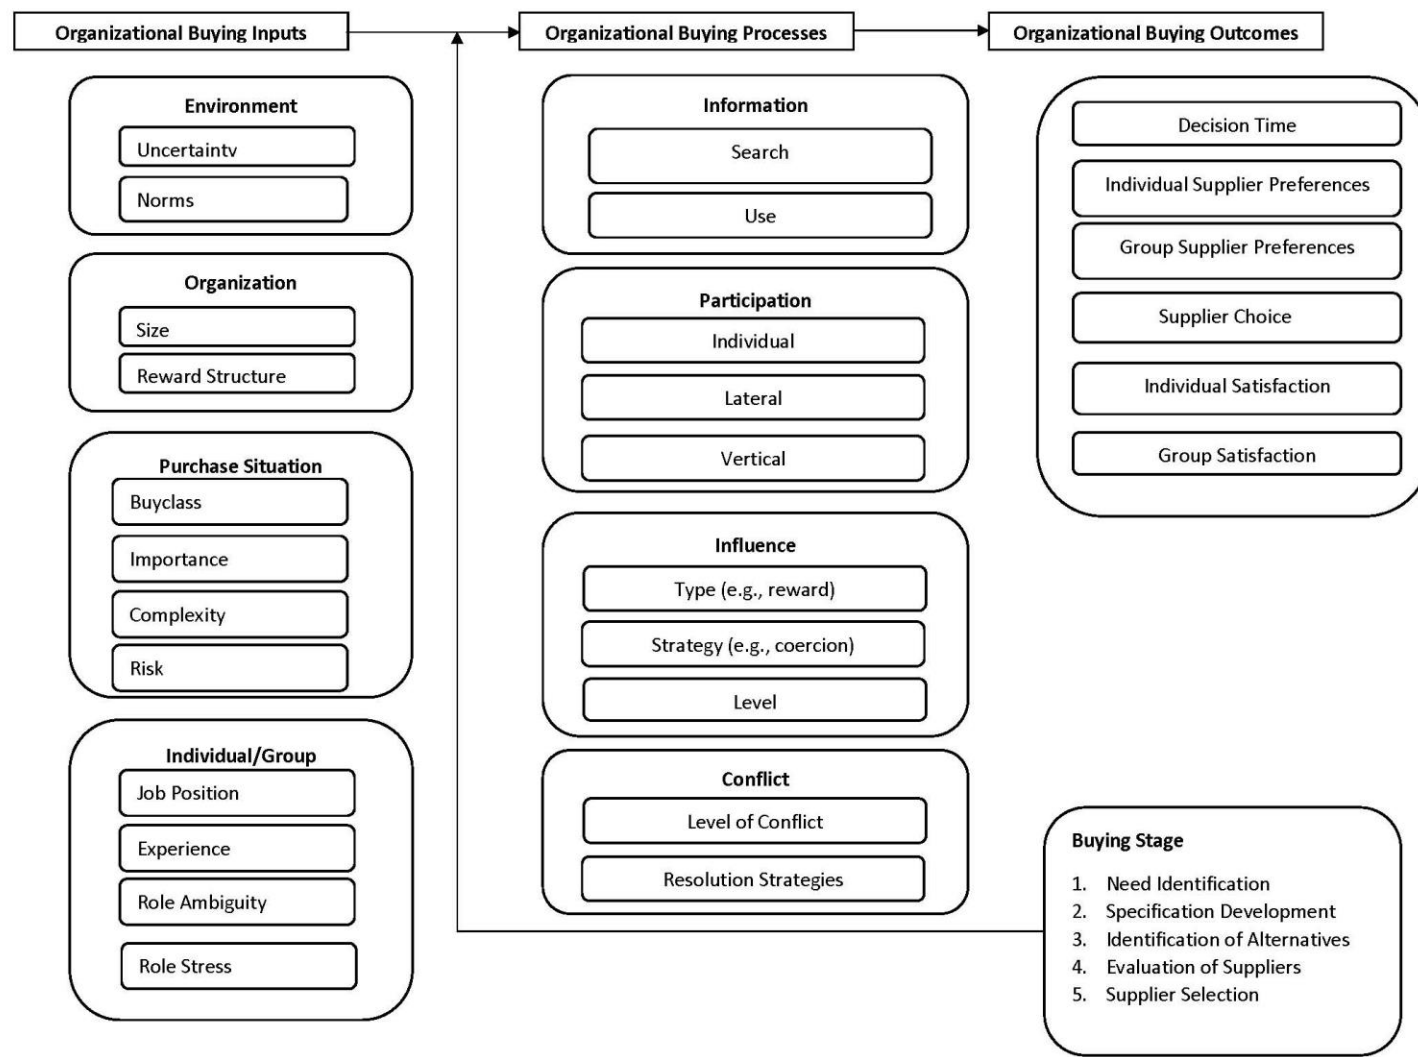 Organizational Buying Inputs
Organizational Buying Processes
Organizational Buying Outcomes
Environment
Uncertainty
Norms
Organization
Size
Reward Structure
Purchase Situation
Buyclass
Importance
Complexity
Risk
Individual/Group
Job Position
Experience
Role Ambiguity
Role Stress
Information
Search
Use
Participation
Individual
Lateral
Vertical
Influence
Type (e.g., reward)
Strategy (e.g., coercion)
Level
Conflict
Level of Conflict
Resolution Strategies
Decision Time
Individual Supplier Preferences
Group Supplier Preferences
Supplier Choice
Individual Satisfaction
Group Satisfaction
Buying Stage
1. Need Identification
2. Specification Development
3. Identification of Alternatives
4. Evaluation of Suppliers
5. Supplier Selection